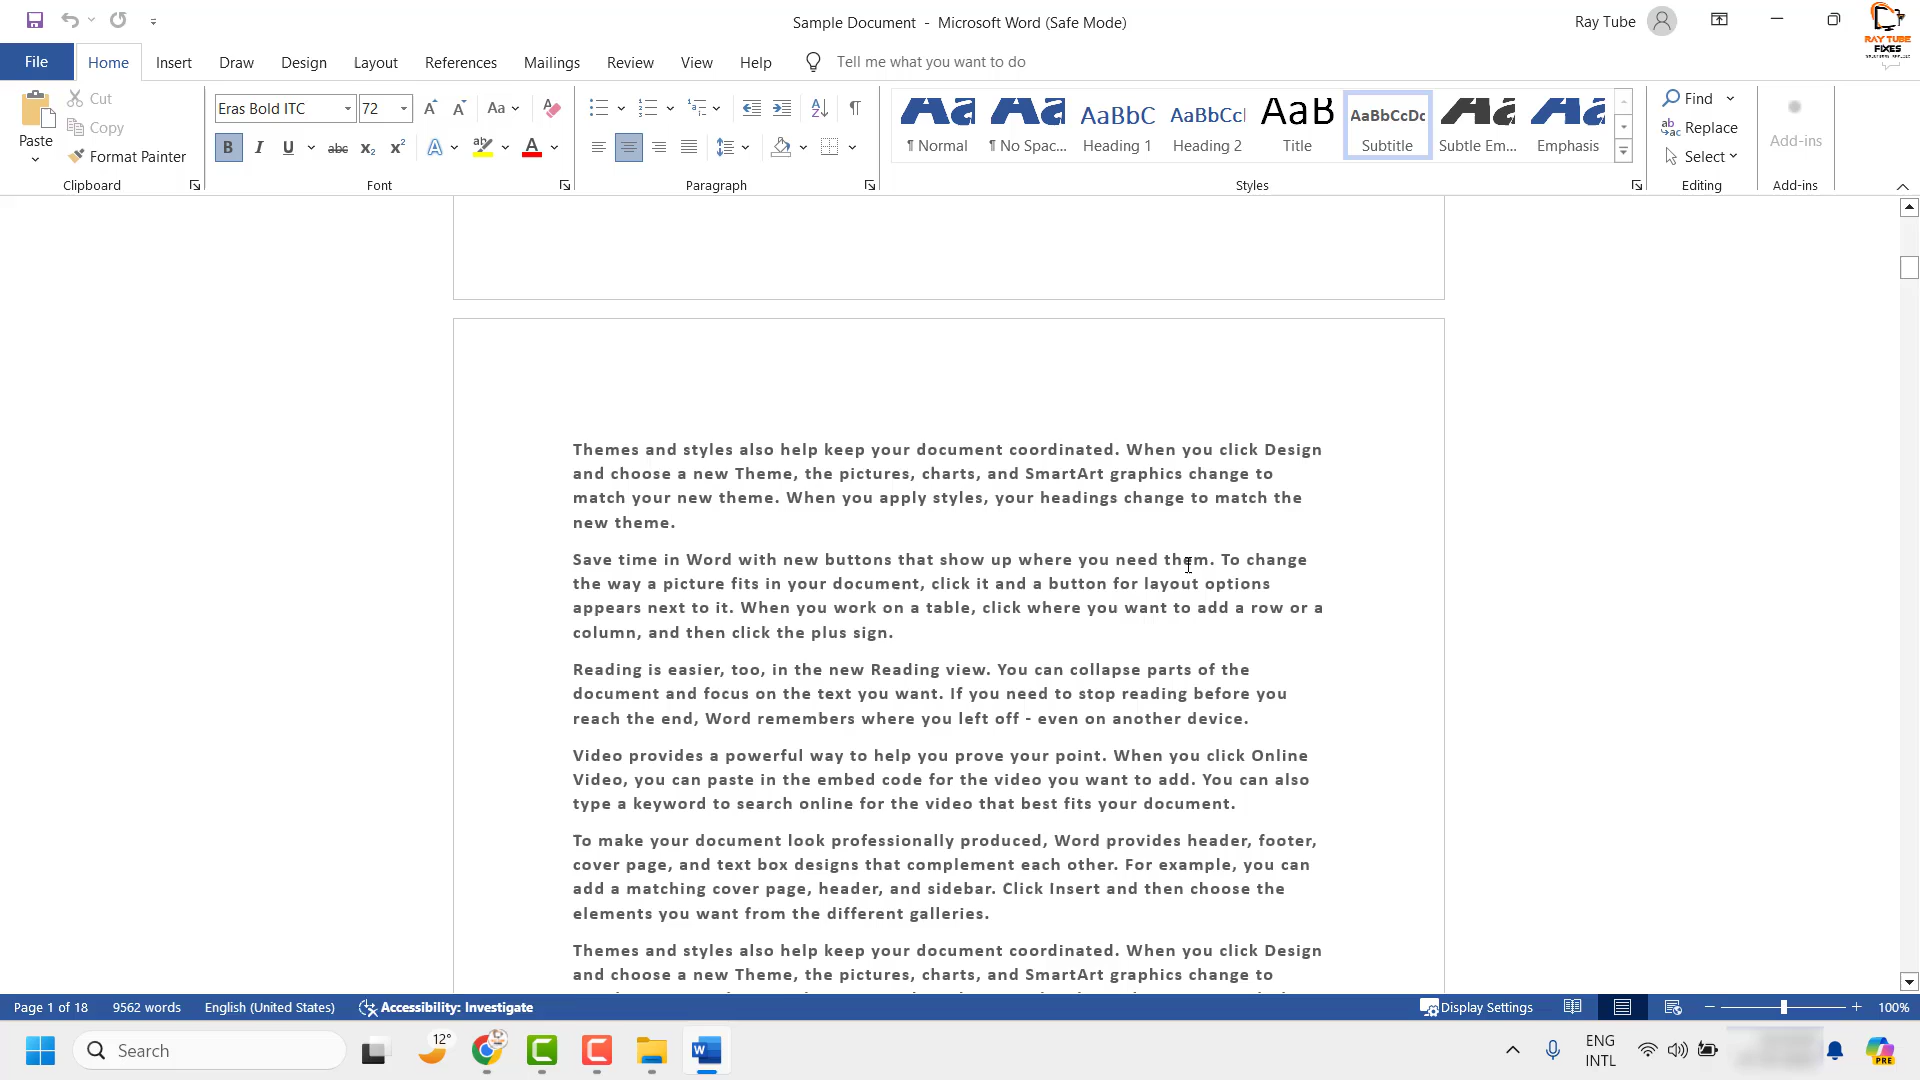 Sample Document - Microsoft Word (Safe Mode)
Ray Tube
RAY TUBE
FIXES
File Home Insert Draw Design Layout References Mailings Review View Help Tell me what you want to do
Paste
Cut
Copy
Format Painter
Clipboard
Eras Bold ITC 72
Aa
B I U abc x₂ x² A ab A
Font
Paragraph
Aa Aa AaBbC AaBbCcl AaB AaBbCcDc Aa Aa
¶ Normal ¶ No Spac... Heading 1 Heading 2 Title Subtitle Subtle Em... Emphasis
Styles
Find
Replace
Select
Editing
Add-ins
Add-ins
Themes and styles also help keep your document coordinated. When you click Design
and choose a new Theme, the pictures, charts, and SmartArt graphics change to
match your new theme. When you apply styles, your headings change to match the
new theme.
Save time in Word with new buttons that show up where you need them. To change
the way a picture fits in your document, click it and a button for layout options
appears next to it. When you work on a table, click where you want to add a row or a
column, and then click the plus sign.
Reading is easier, too, in the new Reading view. You can collapse parts of the
document and focus on the text you want. If you need to stop reading before you
reach the end, Word remembers where you left off - even on another device.
Video provides a powerful way to help you prove your point. When you click Online
Video, you can paste in the embed code for the video you want to add. You can also
type a keyword to search online for the video that best fits your document.
To make your document look professionally produced, Word provides header, footer,
cover page, and text box designs that complement each other. For example, you can
add a matching cover page, header, and sidebar. Click Insert and then choose the
elements you want from the different galleries.
Themes and styles also help keep your document coordinated. When you click Design
and choose a new Theme, the pictures, charts, and SmartArt graphics change to
Page 1 of 18 9562 words English (United States) Accessibility: Investigate Display Settings 100%
Search
12°
ENG
INTL
PRE